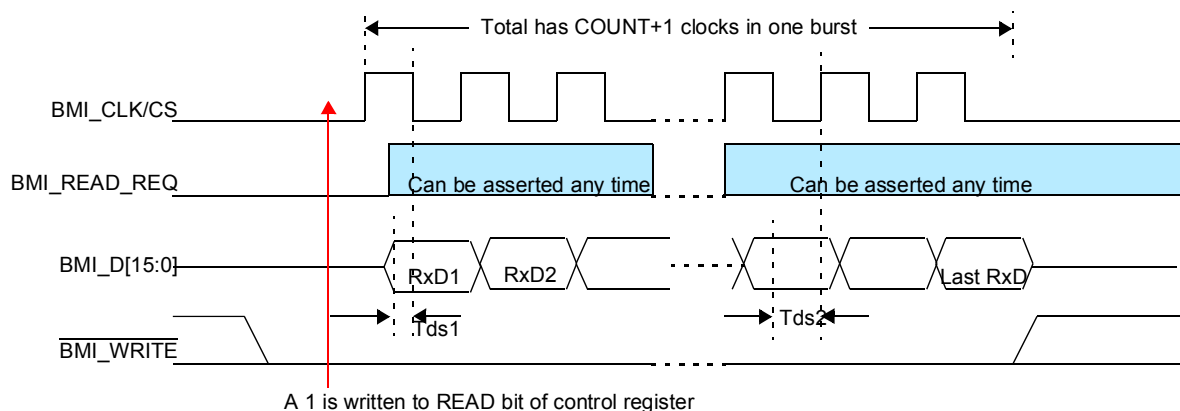 Total has COUNT+1 clocks in one burst
BMI_CLK/CS
BMI_READ_REQ
Can be asserted any time
Can be asserted any time
BMI_D[15:0]
RxD1
RxD2
Last RxD
Tds1
Tds2
BMI_WRITE
A 1 is written to READ bit of control register